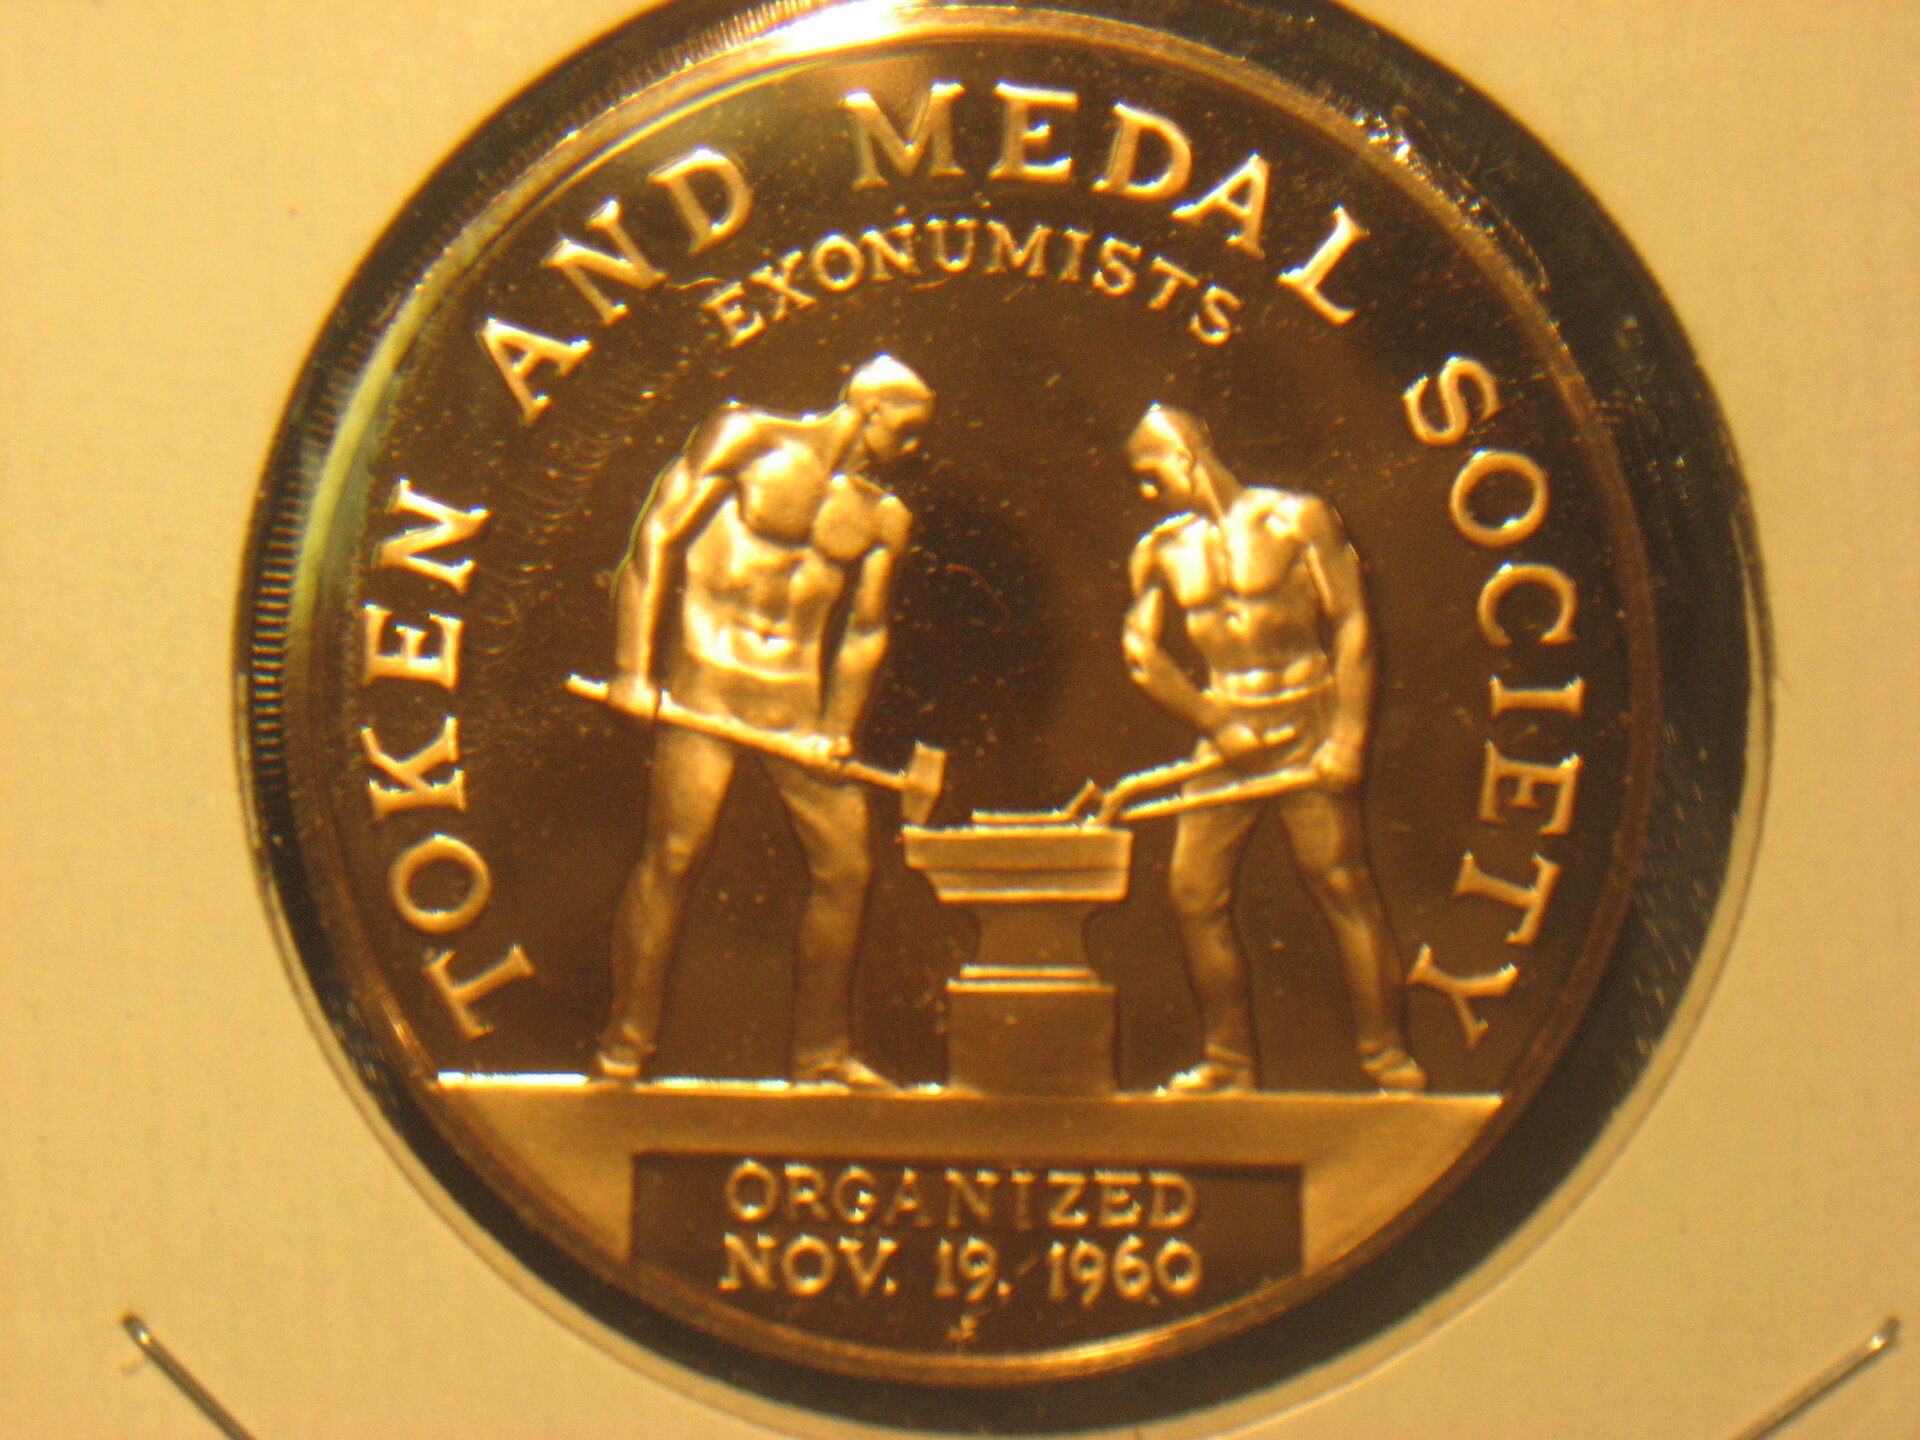 TOKEN AND MEDAL SOCIETY
EXONUMISTS
ORGANIZED
NOV. 19, 1960